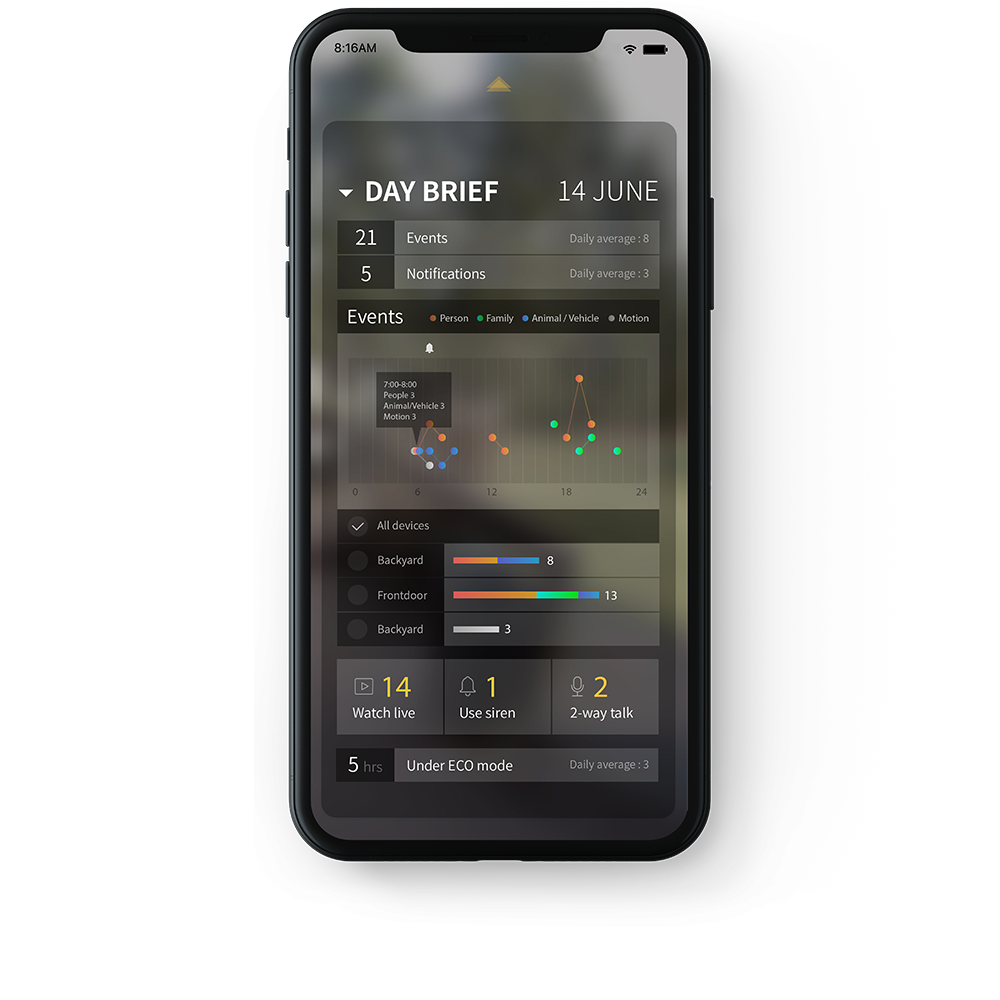 8:16AM
DAY BRIEF 14 JUNE
21 Events Daily average : 8
5 Notifications Daily average : 3
Events Person Family Animal / Vehicle Motion
7:00-8:00
People 3
Animal/Vehicle 3
Motion 3
0 6 12 18 24
All devices
Backyard 8
Frontdoor 13
Backyard 3
14 1 2
Watch live Use siren 2-way talk
5 hrs Under ECO mode Daily average : 3